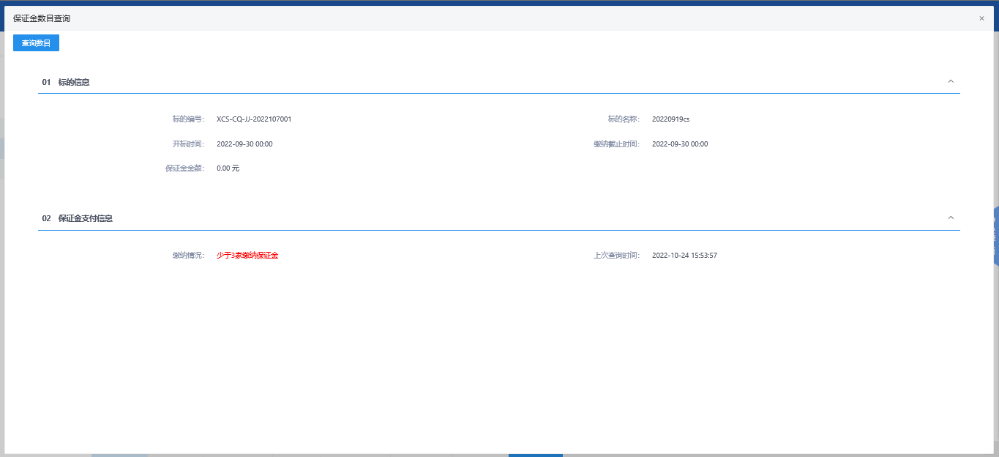 保证金数目查询
查询数目
01 标的信息
标的编号: XCS-CQ-JJ-2022107001 标的名称: 20220919cs
开标时间: 2022-09-30 00:00 缴纳截止时间: 2022-09-30 00:00
保证金金额: 0.00 元
02 保证金支付信息
缴纳情况: 少于3家缴纳保证金 上次查询时间: 2022-10-24 15:53:57